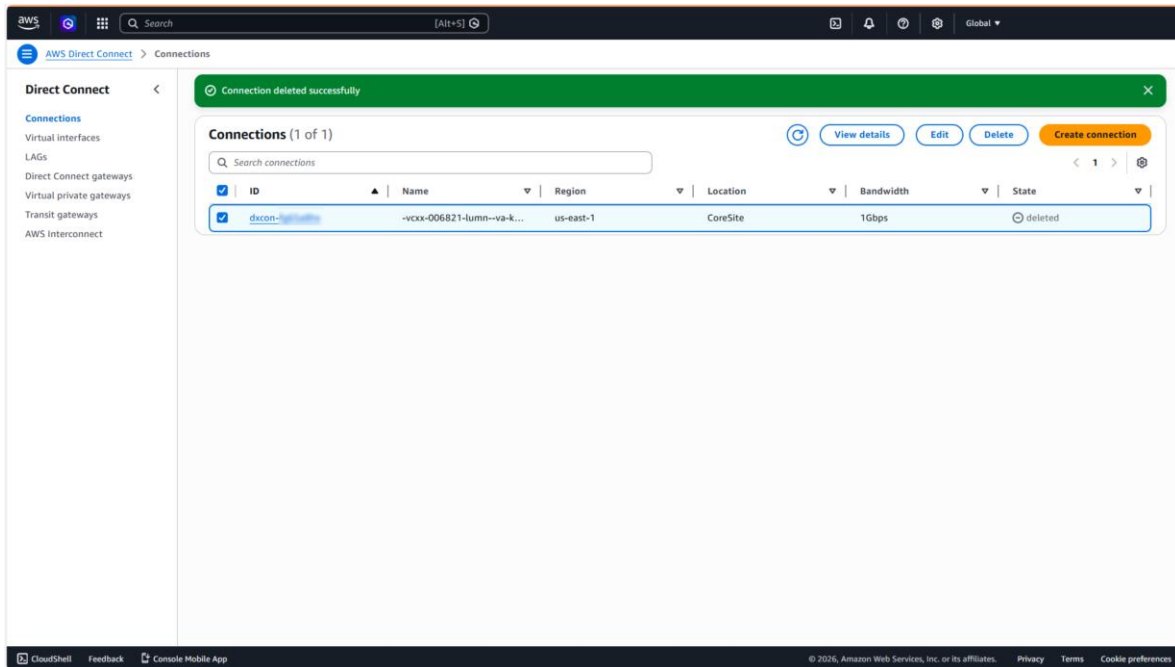 aws Search [Alt+S] Global
AWS Direct Connect > Connections
Direct Connect
Connections
Virtual interfaces
LAGs
Direct Connect gateways
Virtual private gateways
Transit gateways
AWS Interconnect
Connection deleted successfully
Connections (1 of 1) View details Edit Delete Create connection
Search connections 1
ID Name Region Location Bandwidth State
dxcon- -vcxx-006821-lumn--va-k... us-east-1 CoreSite 1Gbps deleted
CloudShell Feedback Console Mobile App © 2026, Amazon Web Services, Inc. or its affiliates. Privacy Terms Cookie preferences